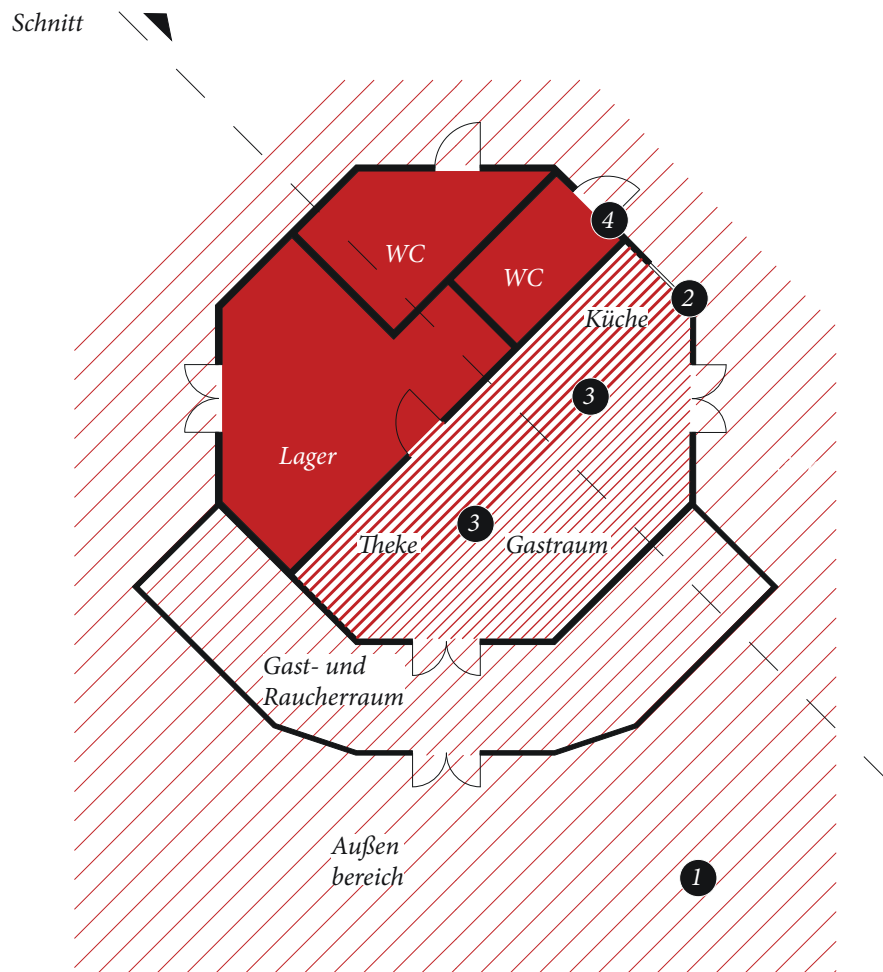 Schnitt
4
WC
WC
2
Küche
3
Lager
3
Theke
Gastraum
Gast- und
Raucherraum
Außen
bereich
1